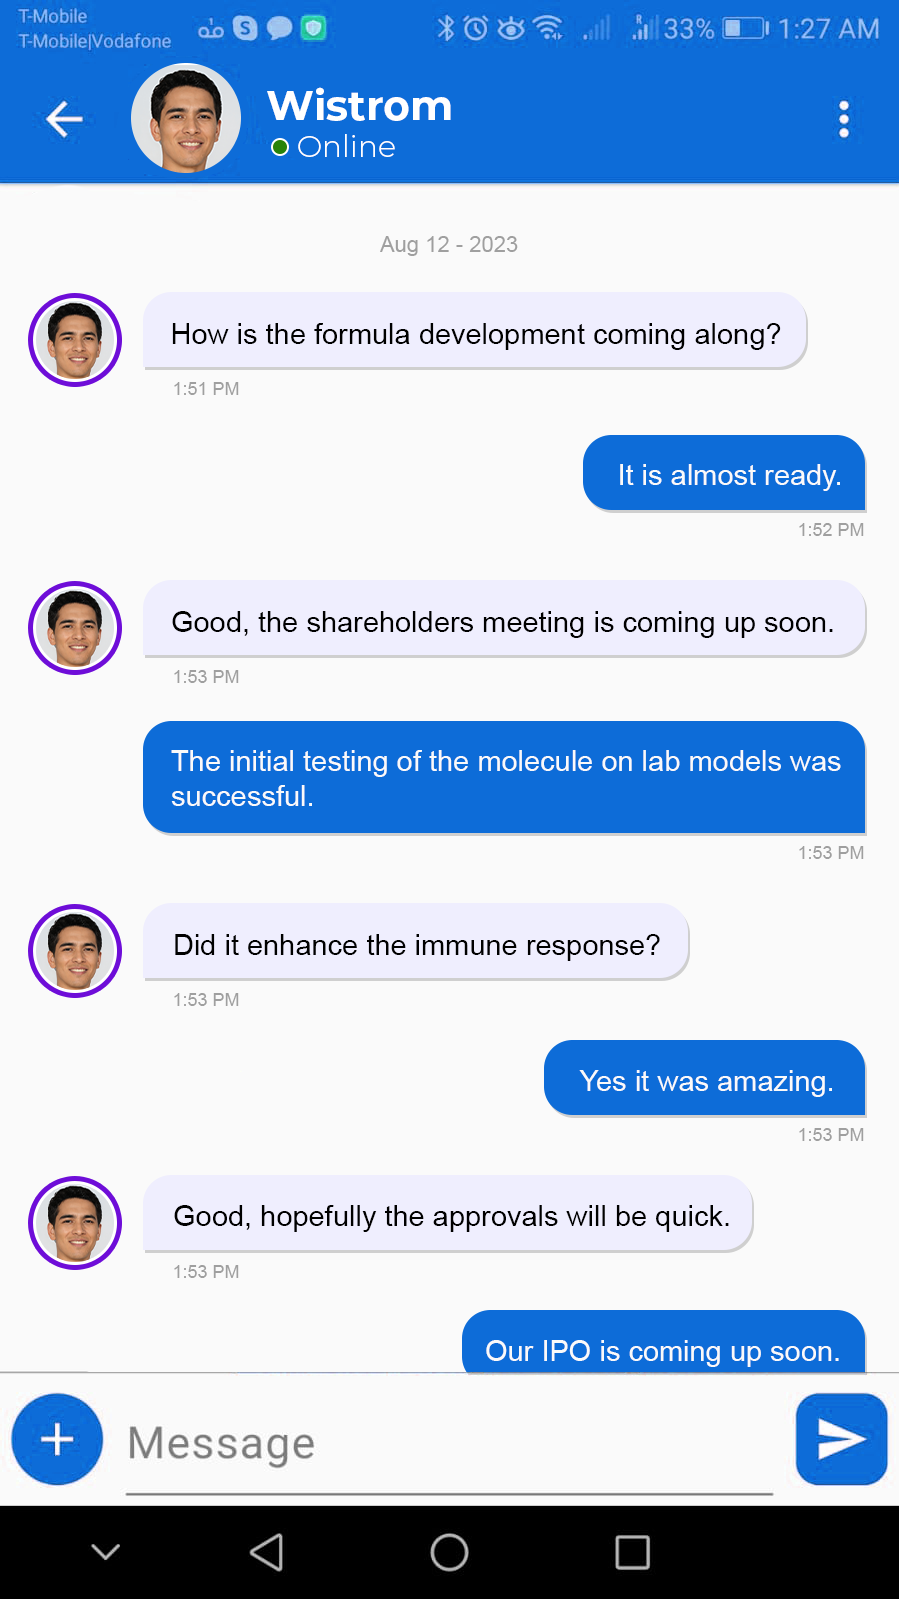 T-Mobile
T-Mobile|Vodafone
33%
1:27 AM
Wistrom
Online
Aug 12 - 2023
How is the formula development coming along?
1:51 PM
It is almost ready.
1:52 PM
Good, the shareholders meeting is coming up soon.
1:53 PM
The initial testing of the molecule on lab models was
successful.
1:53 PM
Did it enhance the immune response?
1:53 PM
Yes it was amazing.
1:53 PM
Good, hopefully the approvals will be quick.
1:53 PM
Our IPO is coming up soon.
Message